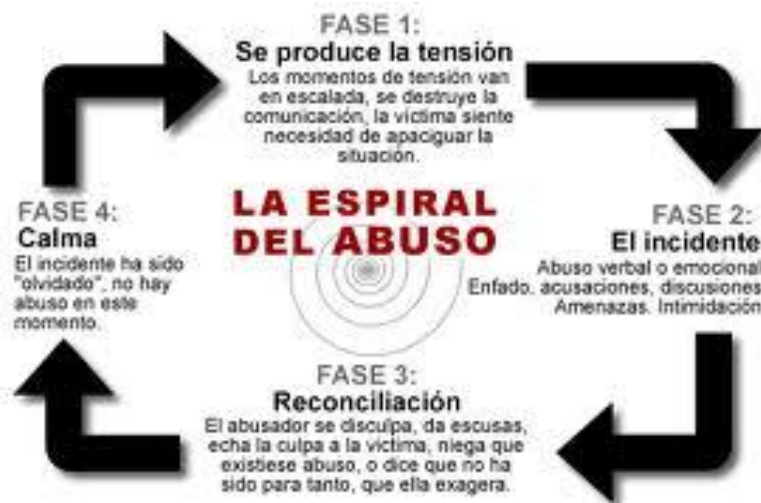 FASE 1:
Se produce la tensión
Los momentos de tensión van
en escalada, se destruye la
comunicación, la víctima siente
necesidad de apaciguar la
situación.
LA ESPIRAL
DEL ABUSO
FASE 2:
El incidente
Abuso verbal o emocional
Enfado, acusaciones, discusiones
Amenazas. Intimidación
FASE 3:
Reconciliación
El abusador se disculpa, da escusas,
echa la culpa a la victima, niega que
existiese abuso, o dice que no ha
sido para tanto, que ella exagera.
FASE 4:
Calma
El incidente ha sido
"olvidado", no hay
abuso en este
momento.